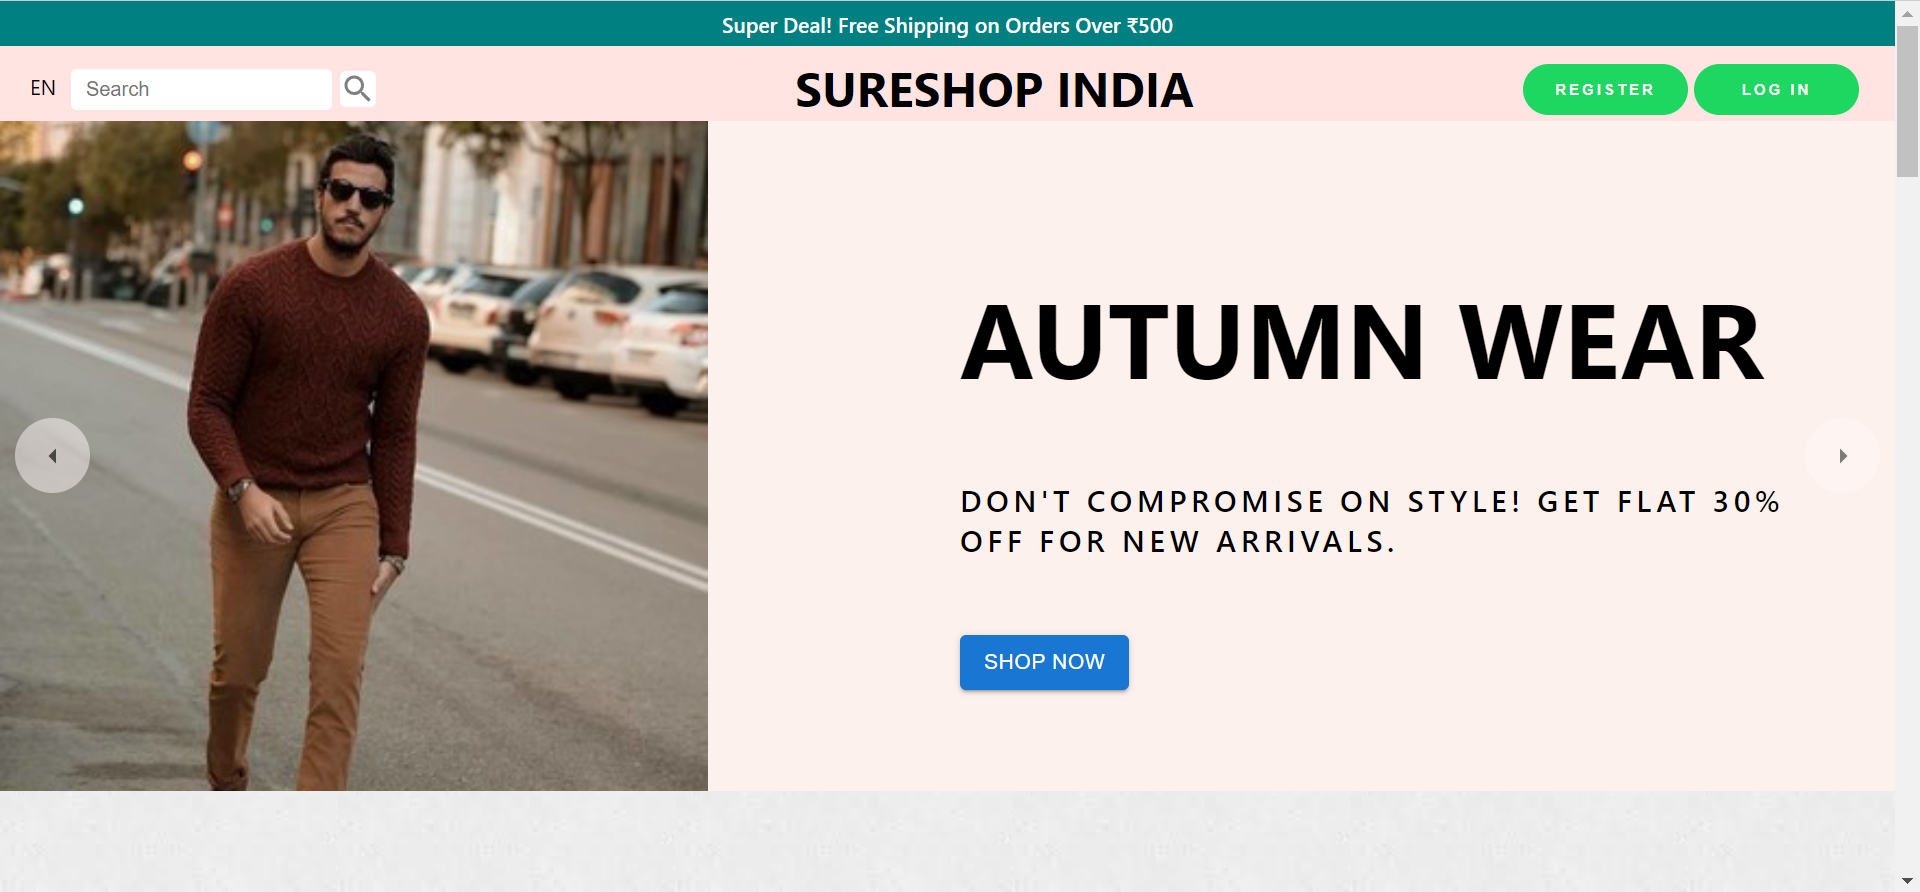 Super Deal! Free Shipping on Orders Over ₹500
EN
Search
SURESHOP INDIA
REGISTER
LOG IN
AUTUMN WEAR
DON'T COMPROMISE ON STYLE! GET FLAT 30%
OFF FOR NEW ARRIVALS.
SHOP NOW